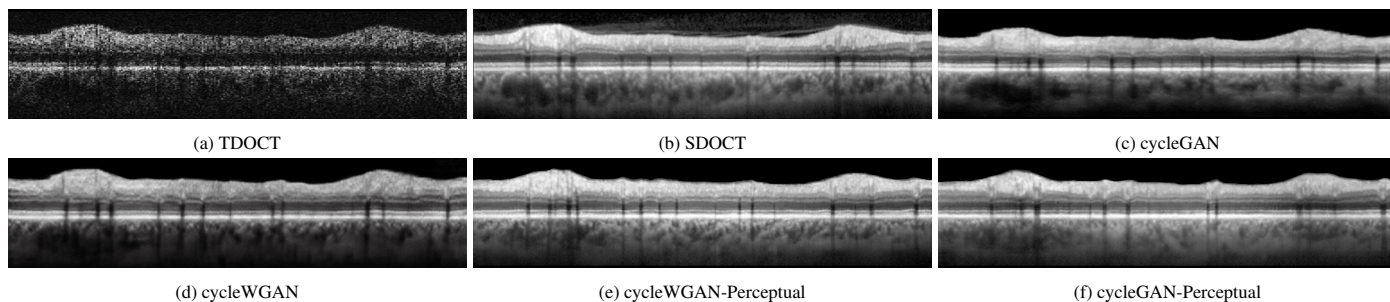 (a) TDOCT
(b) SDOCT
(c) cycleGAN
(d) cycleWGAN
(e) cycleWGAN-Perceptual
(f) cycleGAN-Perceptual